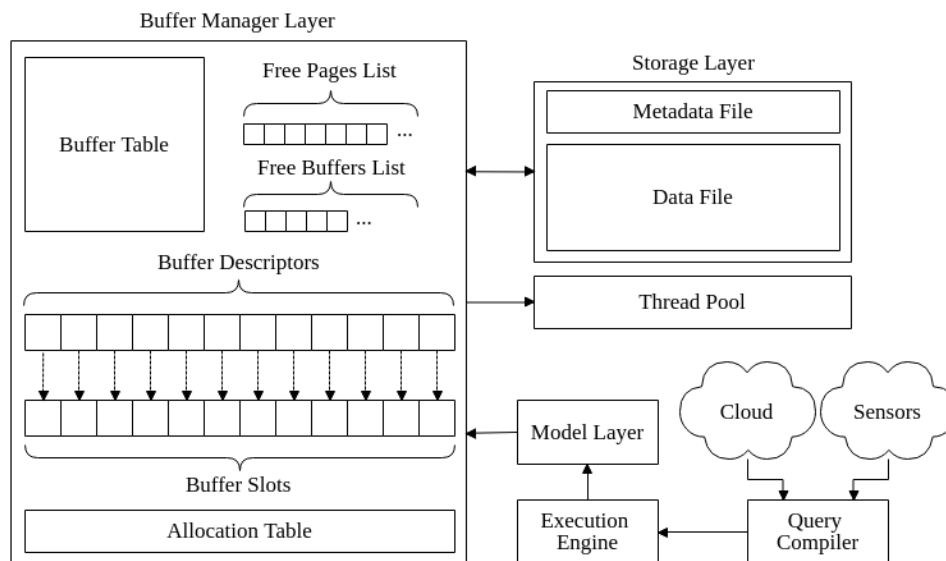 Buffer Manager Layer
Buffer Table
Free Pages List
...
Free Buffers List
...
Buffer Descriptors
Buffer Slots
Allocation Table
Storage Layer
Metadata File
Data File
Thread Pool
Cloud
Sensors
Model Layer
Execution
Engine
Query
Compiler